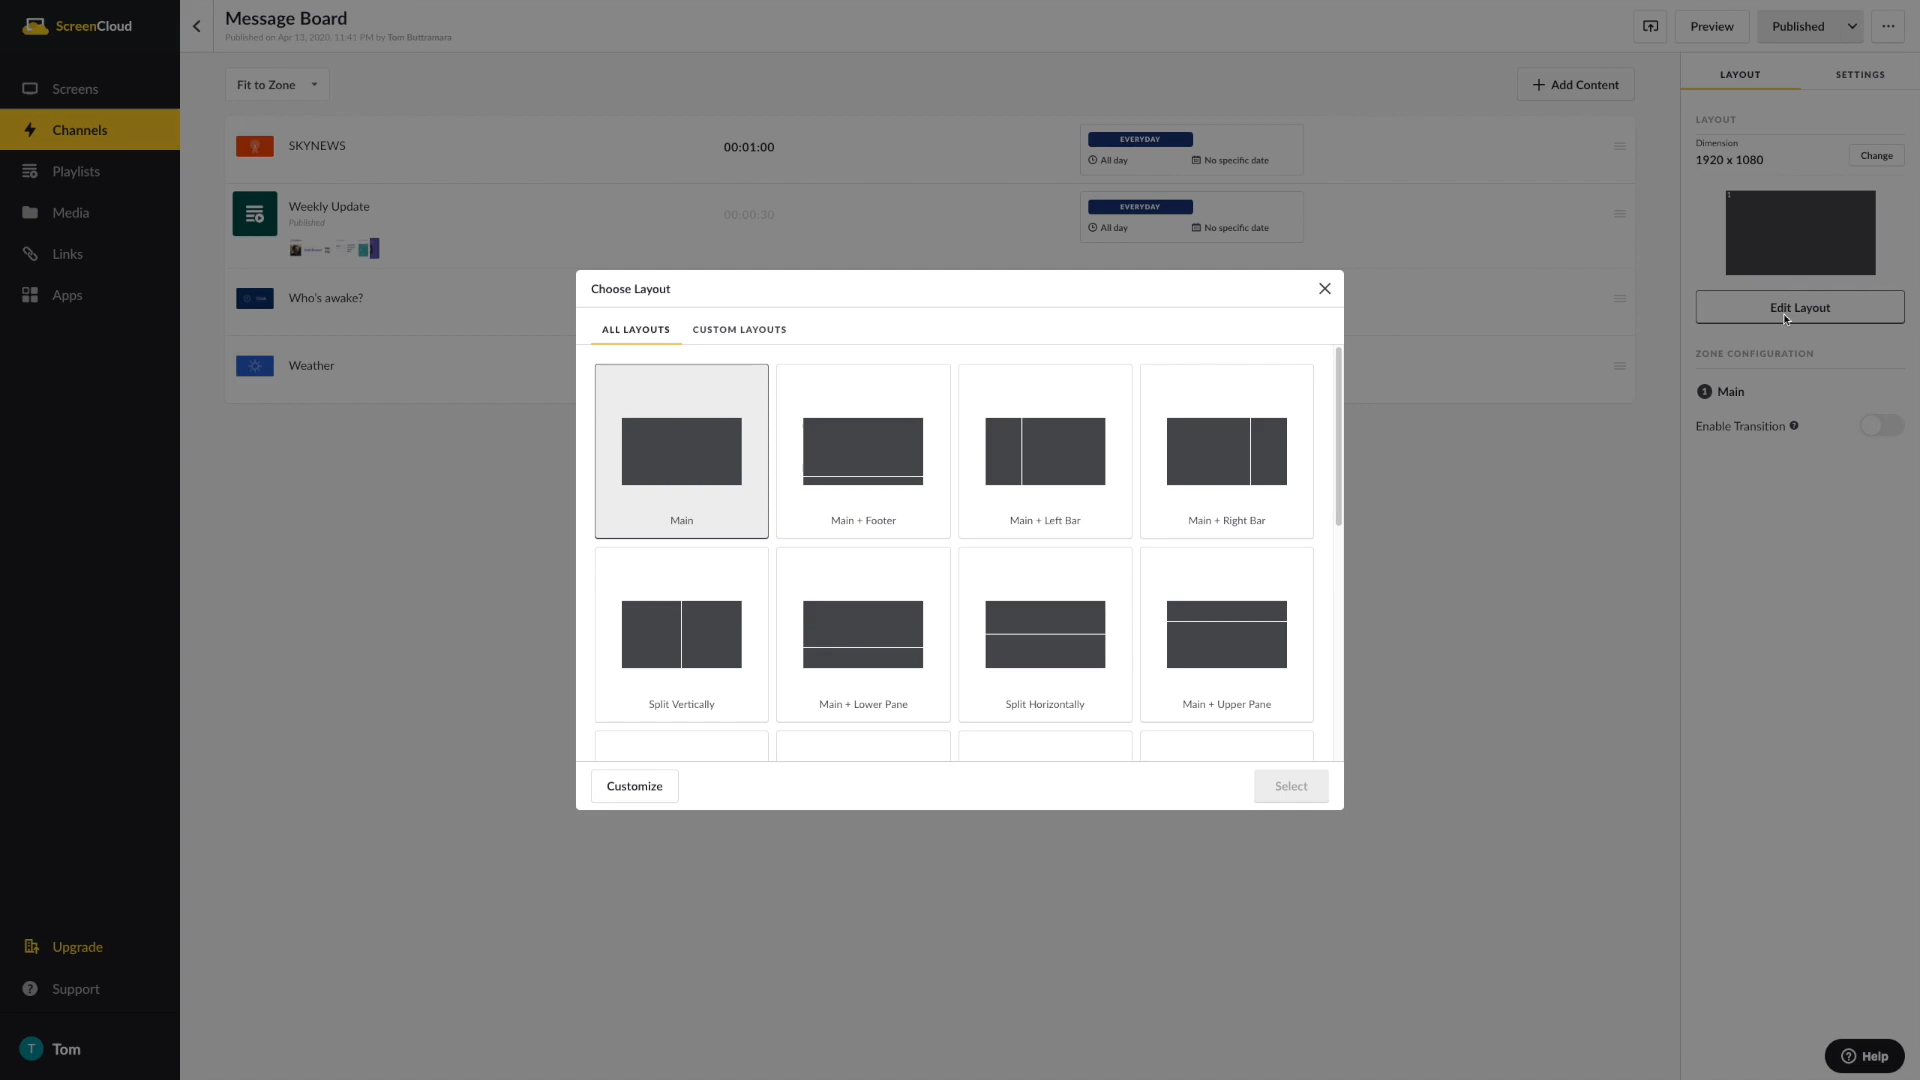 ScreenCloud
Screens
Channels
Playlists
Media
Links
Apps
Upgrade
Support
T Tom
Message Board
Published on Apr 13, 2020, 11:41 PM by Tom Buttramara
Preview
Published
Fit to Zone
+ Add Content
SKYNEWS
00:01:00
EVERYDAY
All day No specific date
Weekly Update
Published
00:00:30
EVERYDAY
All day No specific date
Who's awake?
Weather
Choose Layout
ALL LAYOUTS CUSTOM LAYOUTS
Main Main + Footer Main + Left Bar Main + Right Bar
Split Vertically Main + Lower Pane Split Horizontally Main + Upper Pane
Customize Select
LAYOUT SETTINGS
LAYOUT
Dimension
1920 x 1080
Change
1
Edit Layout
ZONE CONFIGURATION
1 Main
Enable Transition ?
? Help